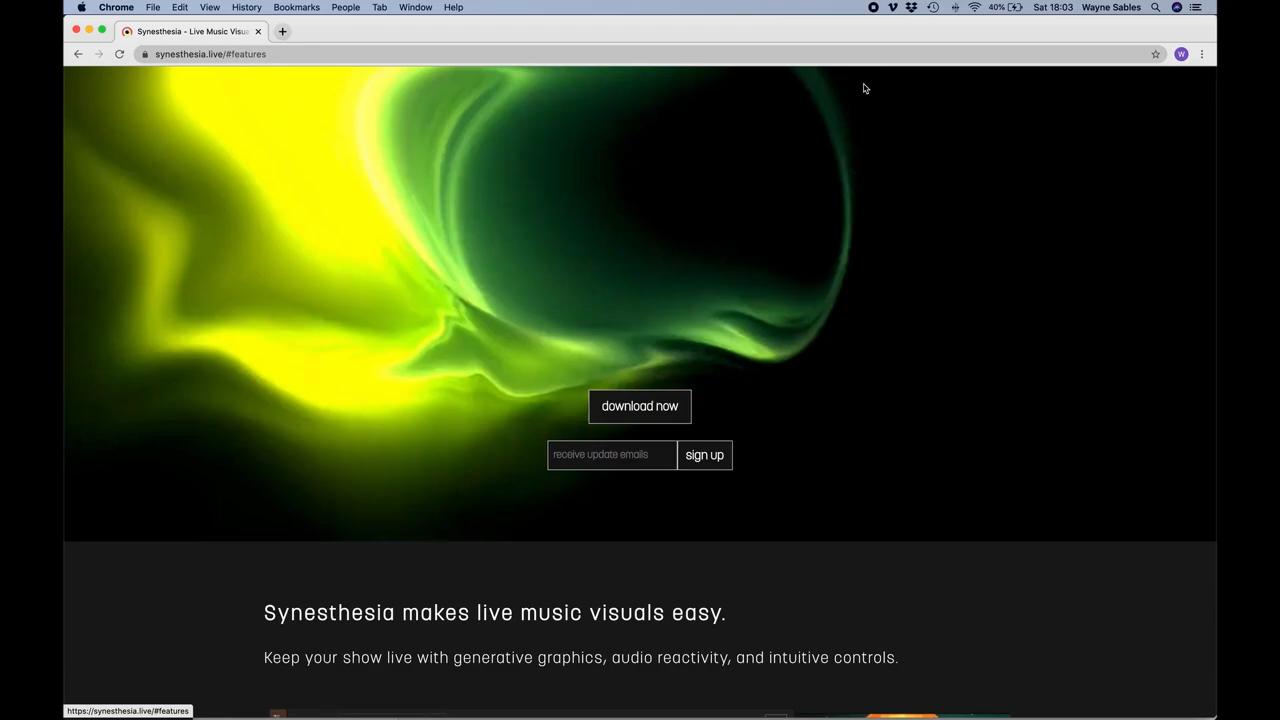 Chrome File Edit View History Bookmarks People Tab Window Help 40% Sat 18:03 Wayne Sables
Synesthesia - Live Music Visua
synesthesia.live/#features W
download now
receive update emails sign up
Synesthesia makes live music visuals easy.
Keep your show live with generative graphics, audio reactivity, and intuitive controls.
https://synesthesia.live/#features